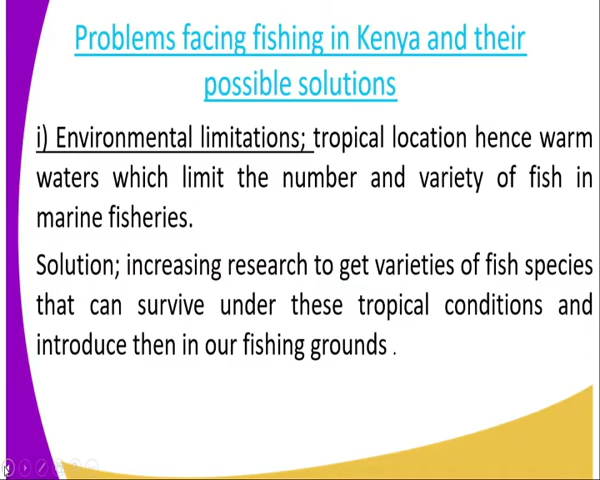 Problems facing fishing in Kenya and their
possible solutions
i) Environmental limitations; tropical location hence warm
waters which limit the number and variety of fish in
marine fisheries.
Solution; increasing research to get varieties of fish species
that can survive under these tropical conditions and
introduce then in our fishing grounds .